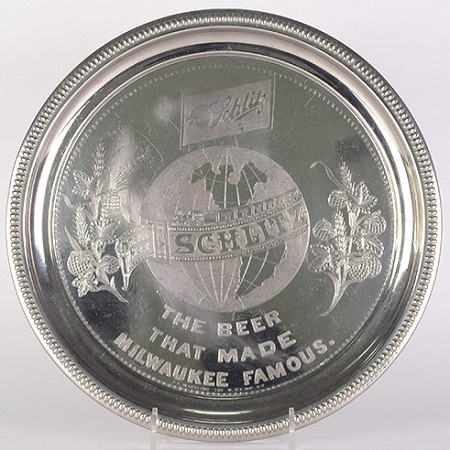 Schlitz
SCHLITZ
THE BEER
THAT MADE
MILWAUKEE FAMOUS.